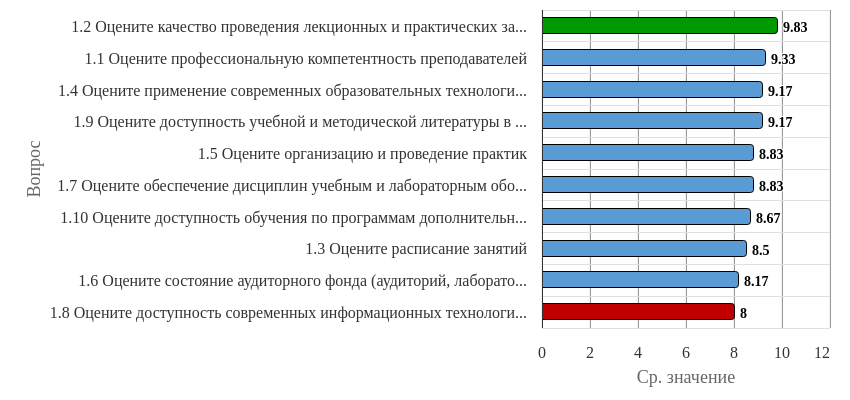 1.2 Оцените качество проведения лекционных и практических за... 9.83
1.1 Оцените профессиональную компетентность преподавателей 9.33
1.4 Оцените применение современных образовательных технологи... 9.17
1.9 Оцените доступность учебной и методической литературы в ... 9.17
1.5 Оцените организацию и проведение практик 8.83
1.7 Оцените обеспечение дисциплин учебным и лабораторным обо... 8.83
1.10 Оцените доступность обучения по программам дополнительн... 8.67
1.3 Оцените расписание занятий 8.5
1.6 Оцените состояние аудиторного фонда (аудиторий, лаборато... 8.17
1.8 Оцените доступность современных информационных технологи... 8
Вопрос
0 2 4 6 8 10 12
Ср. значение